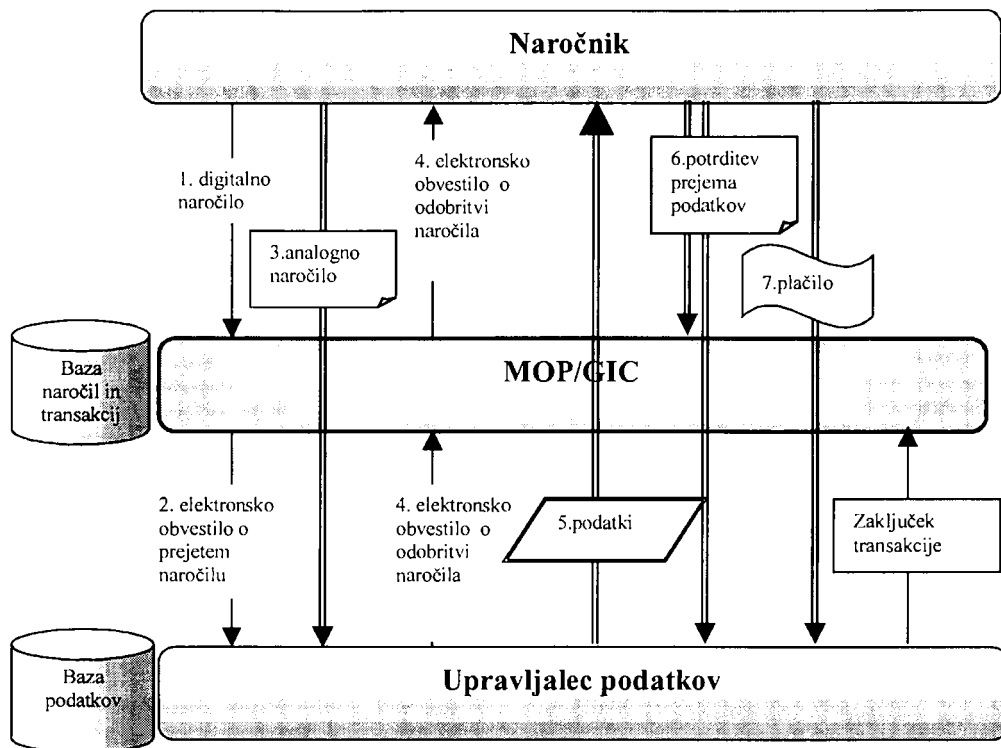 Naročnik
1. digitalno
naročilo
3.analogno
naročilo
4. elektronsko
obvestilo o
odobritvi
naročila
6.potrditev
prejema
podatkov
7.plačilo
Baza
naročil in
transakcij
MOP/GIC
2. elektronsko
obvestilo o
prejetem
naročilu
4. elektronsko
obvestilo o
odobritvi
naročila
5.podatki
Zaključek
transakcije
Baza
podatkov
Upravljalec podatkov